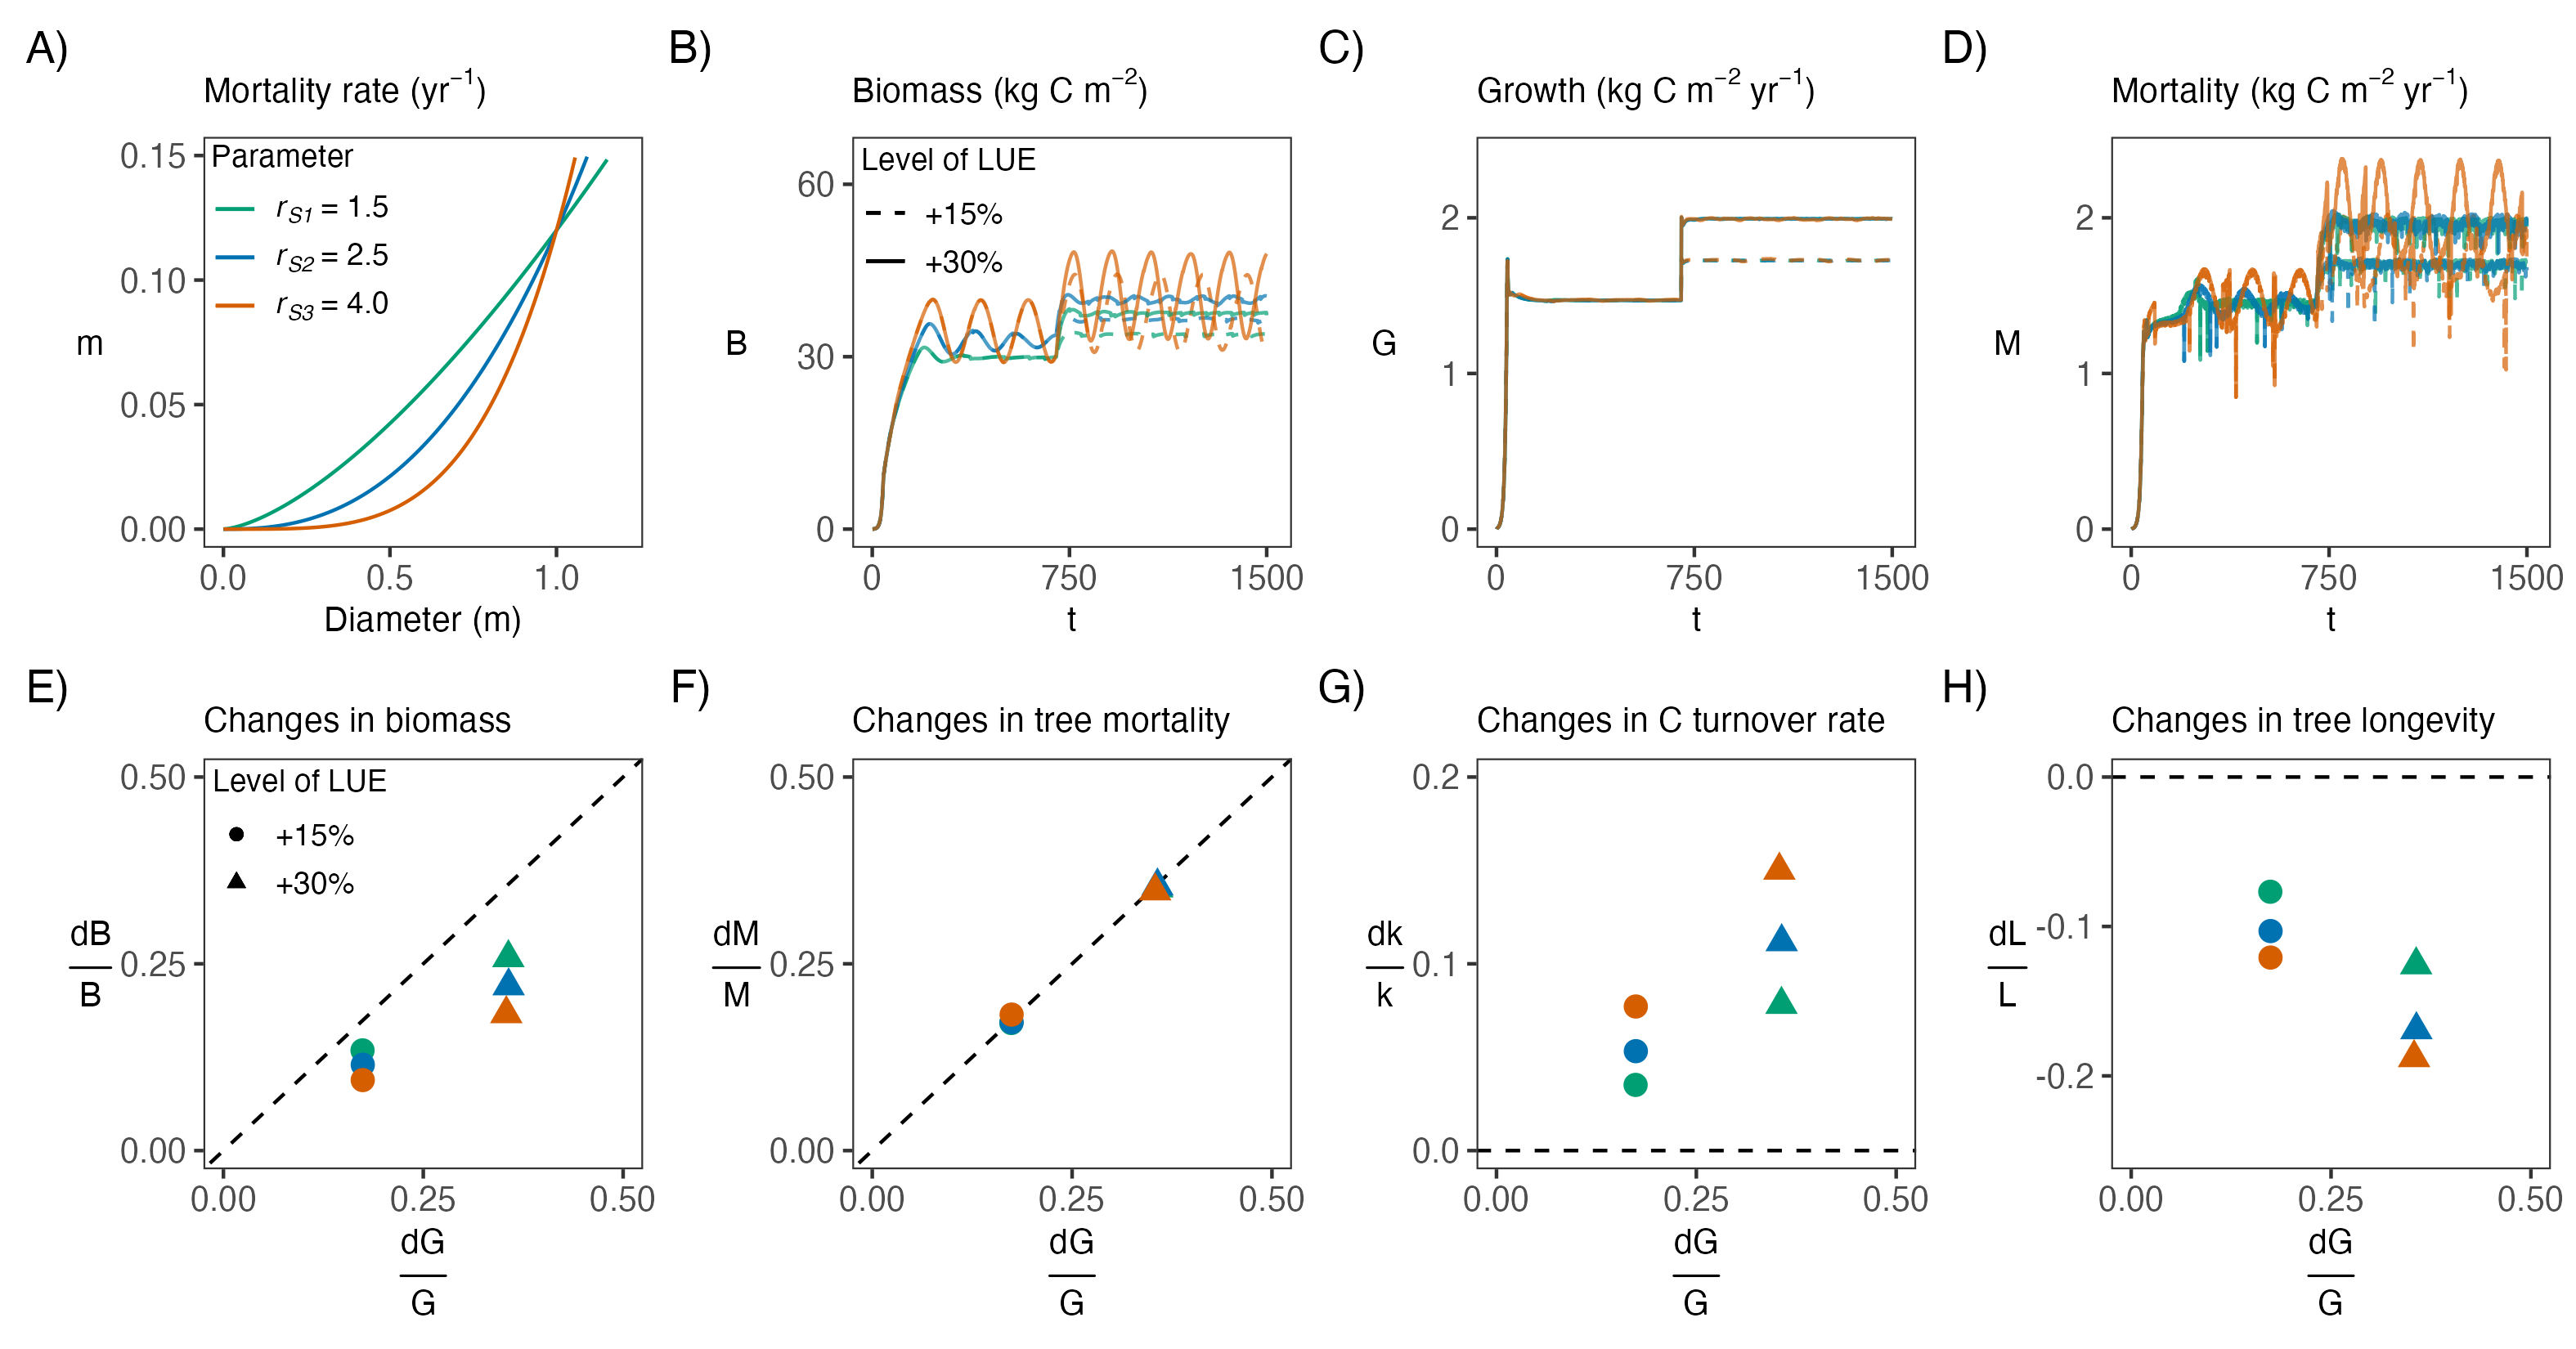 A)
Mortality rate (yr⁻¹)
Parameter
rS1 = 1.5
rS2 = 2.5
rS3 = 4.0
m
0.15
0.10
0.05
0.00
0.0 0.5 1.0
Diameter (m)
B)
Biomass (kg C m⁻²)
Level of LUE
+15%
+30%
B
60
30
0
0 750 1500
t
C)
Growth (kg C m⁻² yr⁻¹)
G
2
1
0
0 750 1500
t
D)
Mortality (kg C m⁻² yr⁻¹)
M
2
1
0
0 750 1500
t
E)
Changes in biomass
Level of LUE
+15%
+30%
dB
B
0.50
0.25
0.00
0.00 0.25 0.50
dG
G
F)
Changes in tree mortality
dM
M
0.50
0.25
0.00
0.00 0.25 0.50
dG
G
G)
Changes in C turnover rate
dk
k
0.2
0.1
0.0
0.00 0.25 0.50
dG
G
H)
Changes in tree longevity
dL
L
0.0
-0.1
-0.2
0.00 0.25 0.50
dG
G